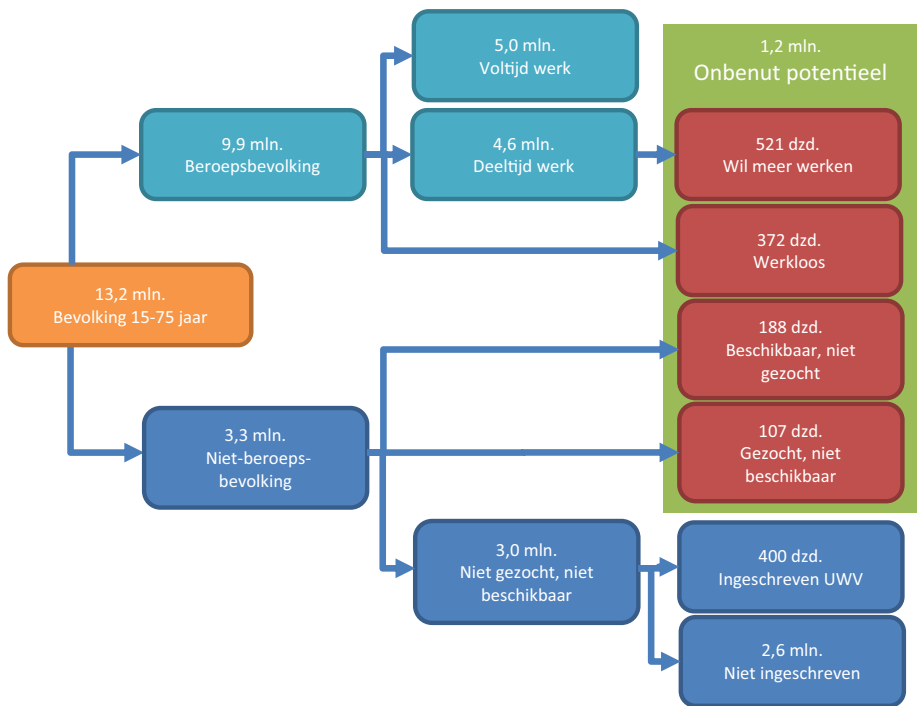 13,2 mln.
Bevolking 15-75 jaar
9,9 mln.
Beroepsbevolking
3,3 mln.
Niet-beroeps-
bevolking
5,0 mln.
Voltijd werk
4,6 mln.
Deeltijd werk
3,0 mln.
Niet gezocht, niet
beschikbaar
1,2 mln.
Onbenut potentieel
521 dzd.
Wil meer werken
372 dzd.
Werkloos
188 dzd.
Beschikbaar, niet
gezocht
107 dzd.
Gezocht, niet
beschikbaar
400 dzd.
Ingeschreven UWV
2,6 mln.
Niet ingeschreven